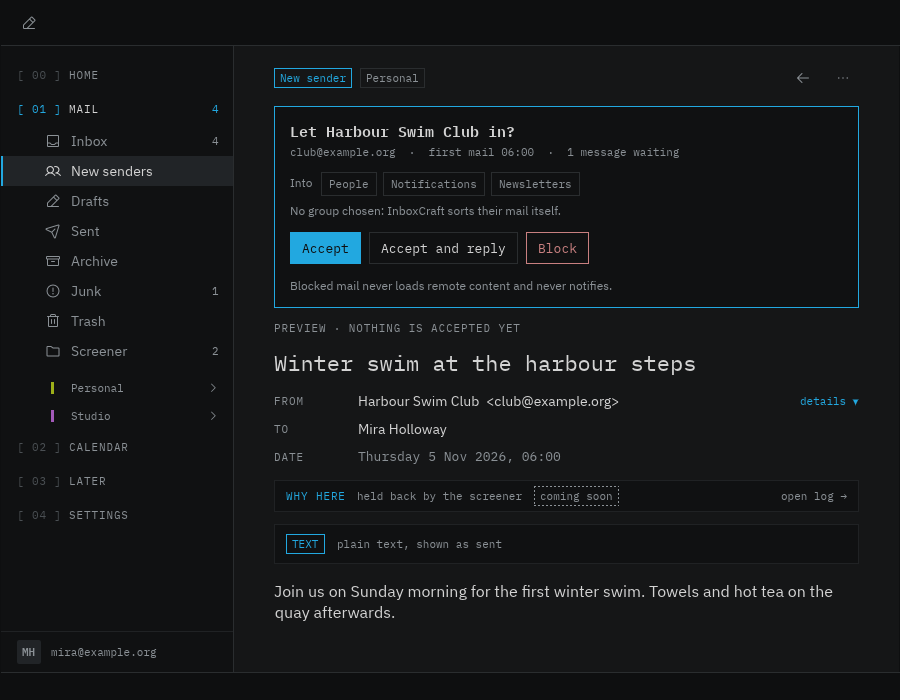 [ 00 ] HOME
[ 01 ] MAIL 4
Inbox 4
New senders
Drafts
Sent
Archive
Junk 1
Trash
Screener 2
Personal
Studio
[ 02 ] CALENDAR
[ 03 ] LATER
[ 04 ] SETTINGS
MH mira@example.org
New sender Personal
Let Harbour Swim Club in?
club@example.org · first mail 06:00 · 1 message waiting
Into People Notifications Newsletters
No group chosen: InboxCraft sorts their mail itself.
Accept Accept and reply Block
Blocked mail never loads remote content and never notifies.
PREVIEW · NOTHING IS ACCEPTED YET
Winter swim at the harbour steps
FROM Harbour Swim Club <club@example.org> details ▾
TO Mira Holloway
DATE Thursday 5 Nov 2026, 06:00
WHY HERE held back by the screener coming soon open log →
TEXT plain text, shown as sent
Join us on Sunday morning for the first winter swim. Towels and hot tea on the
quay afterwards.